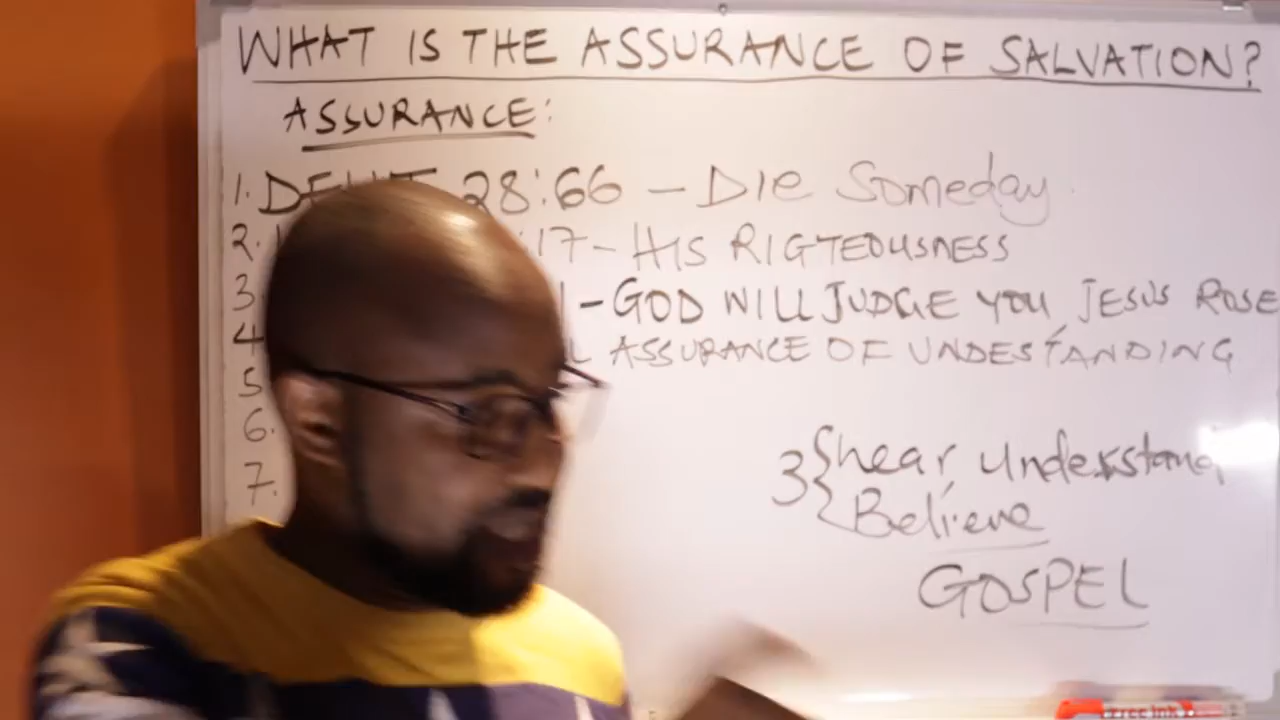 WHAT IS THE ASSURANCE OF SALVATION?
ASSURANCE:
1. DEUT 28:66 - Die Someday
2. :17 - HIS RIGTEOUSNESS
3 - GOD WILL JUDGE YOU, JESUS ROSE
4 ASSURANCE OF UNDESTANDING
5
6.
7.
3 { hear, Understand
Believe
GOSPEL